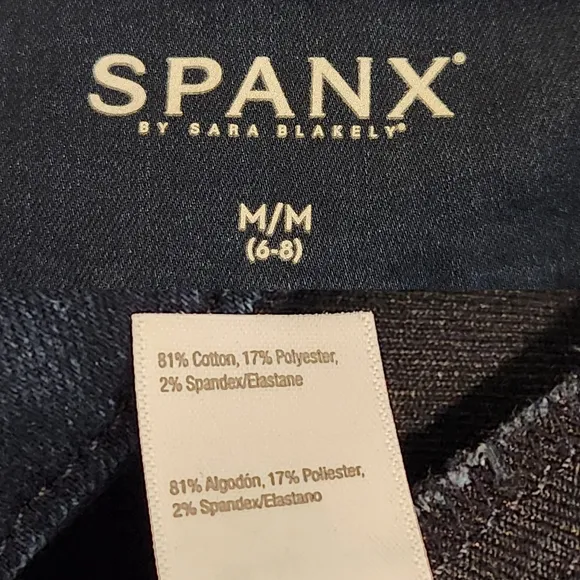 SPANX®
BY SARA BLAKELY®
M/M
(6-8)
81% Cotton, 17% Polyester,
2% Spandex/Elastane
81% Algodón, 17% Poliester,
2% Spandex/Elastano